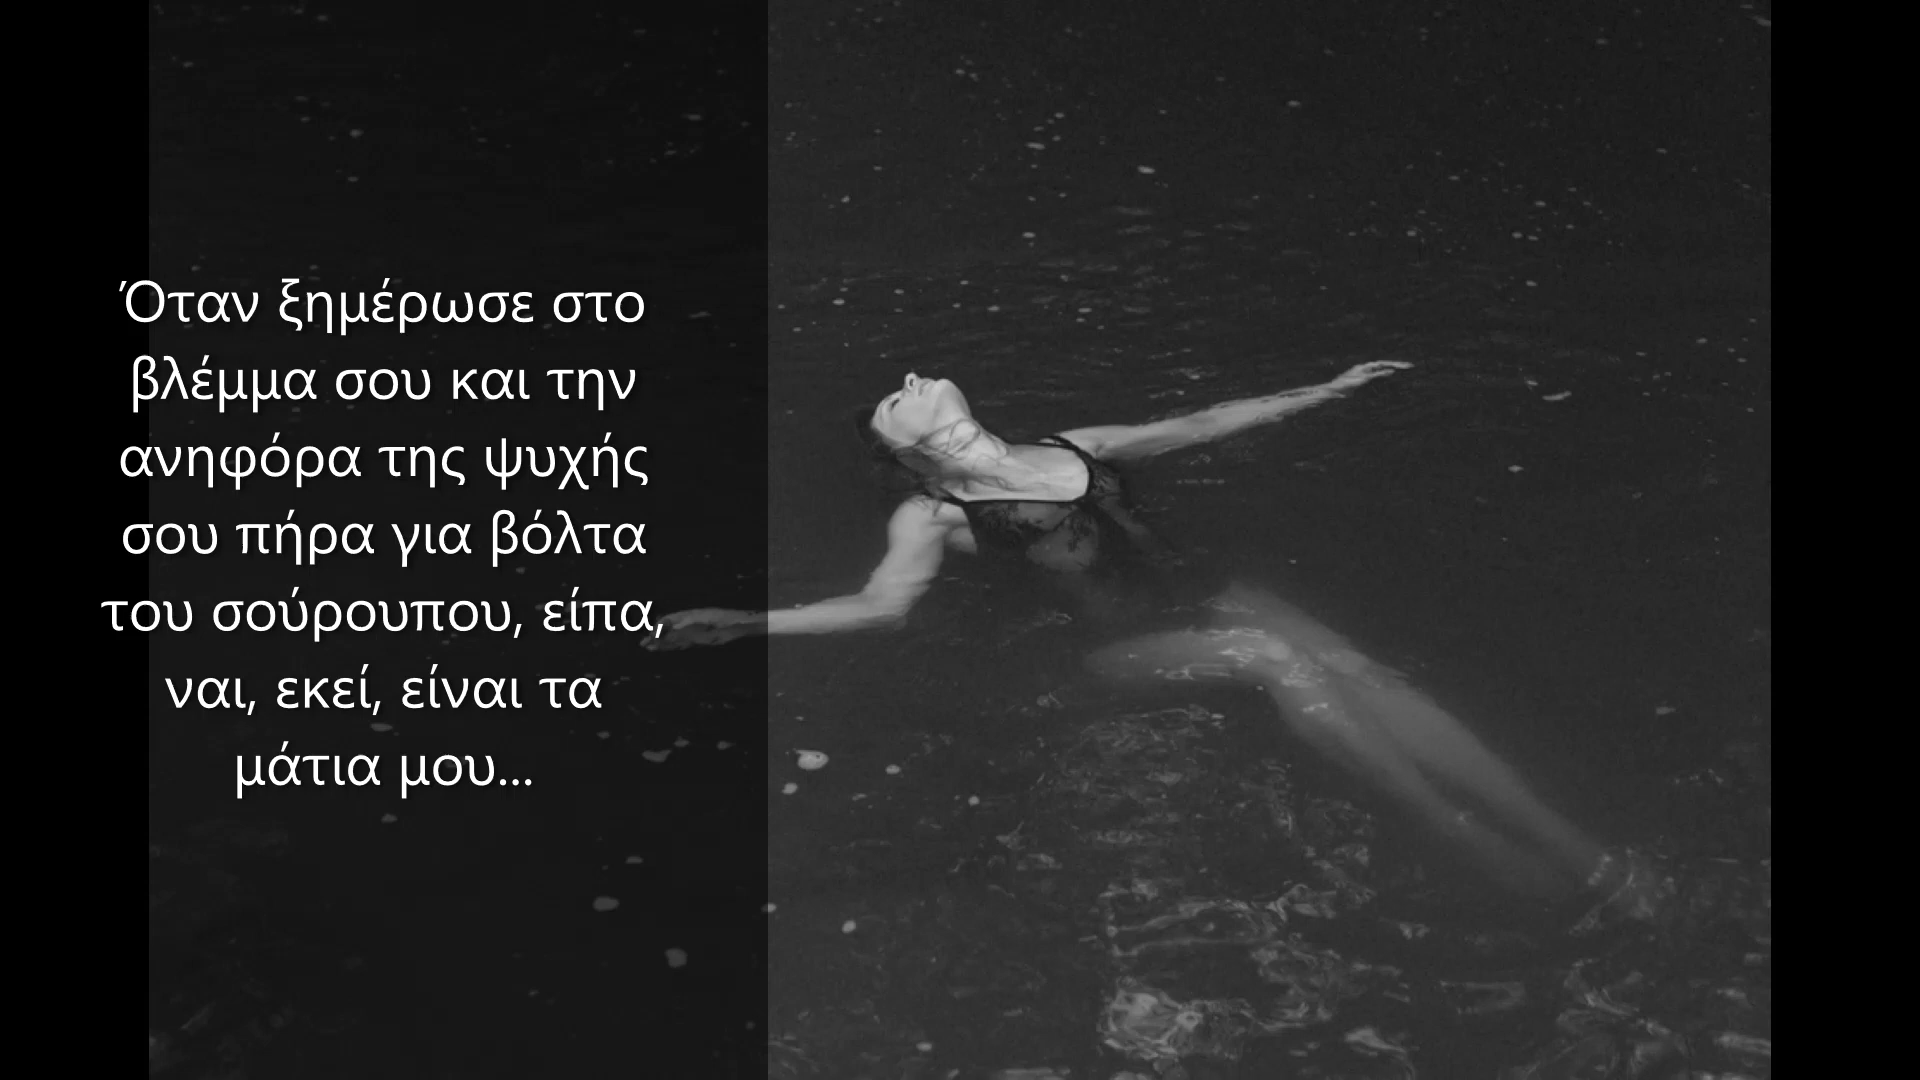 Όταν ξημέρωσε στο
βλέμμα σου και την
ανηφόρα της ψυχής
σου πήρα για βόλτα
του σούρουπου, είπα,
ναι, εκεί, είναι τα
μάτια μου...